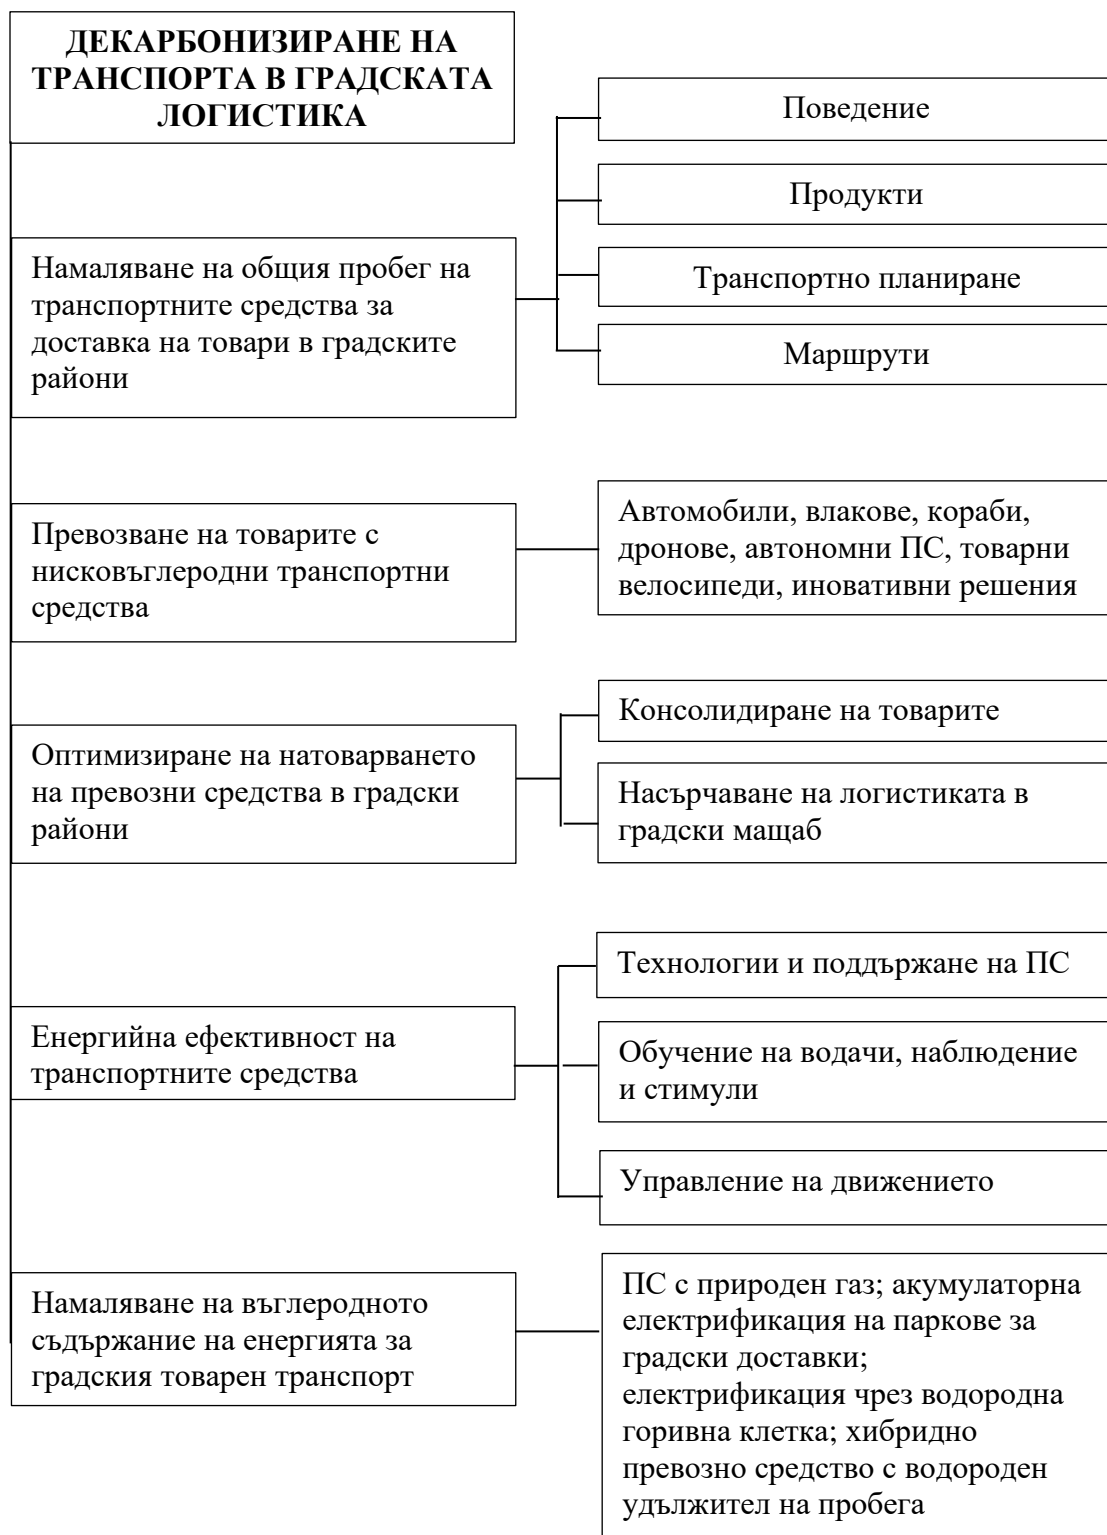 ДЕКАРБОНИЗИРАНЕ НА
ТРАНСПОРТА В ГРАДСКАТА
ЛОГИСТИКА
Намаляване на общия пробег на
транспортните средства за
доставка на товари в градските
райони
Поведение
Продукти
Транспортно планиране
Маршрути
Превозване на товарите с
нисковъглеродни транспортни
средства
Автомобили, влакове, кораби,
дронове, автономни ПС, товарни
велосипеди, иновативни решения
Оптимизиране на натоварването
на превозни средства в градски
райони
Консолидиране на товарите
Насърчаване на логистиката в
градски мащаб
Енергийна ефективност на
транспортните средства
Технологии и поддържане на ПС
Обучение на водачи, наблюдение
и стимули
Управление на движението
Намаляване на въглеродното
съдържание на енергията за
градския товарен транспорт
ПС с природен газ; акумулаторна
електрификация на паркове за
градски доставки;
електрификация чрез водородна
горивна клетка; хибридно
превозно средство с водороден
удължител на пробега